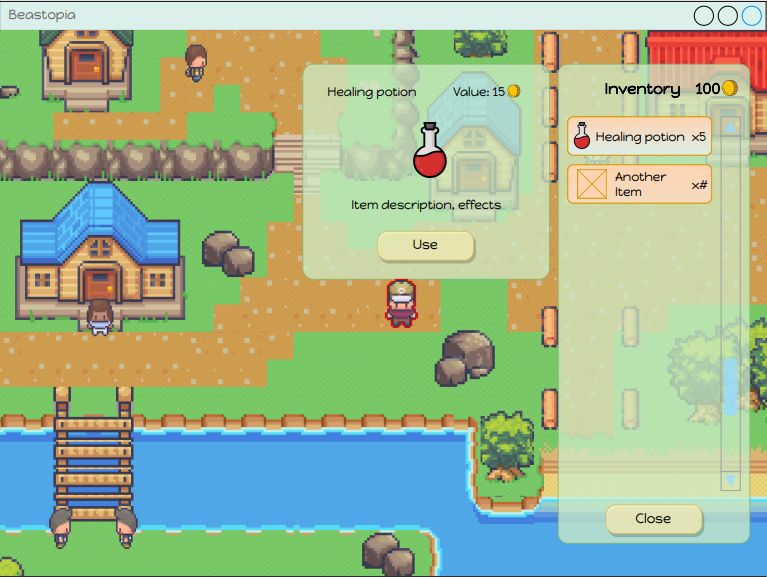 Beastopia
Healing potion Value: 15
Item description, effects
Use
Inventory 100
Healing potion x5
Another
Item x#
Close